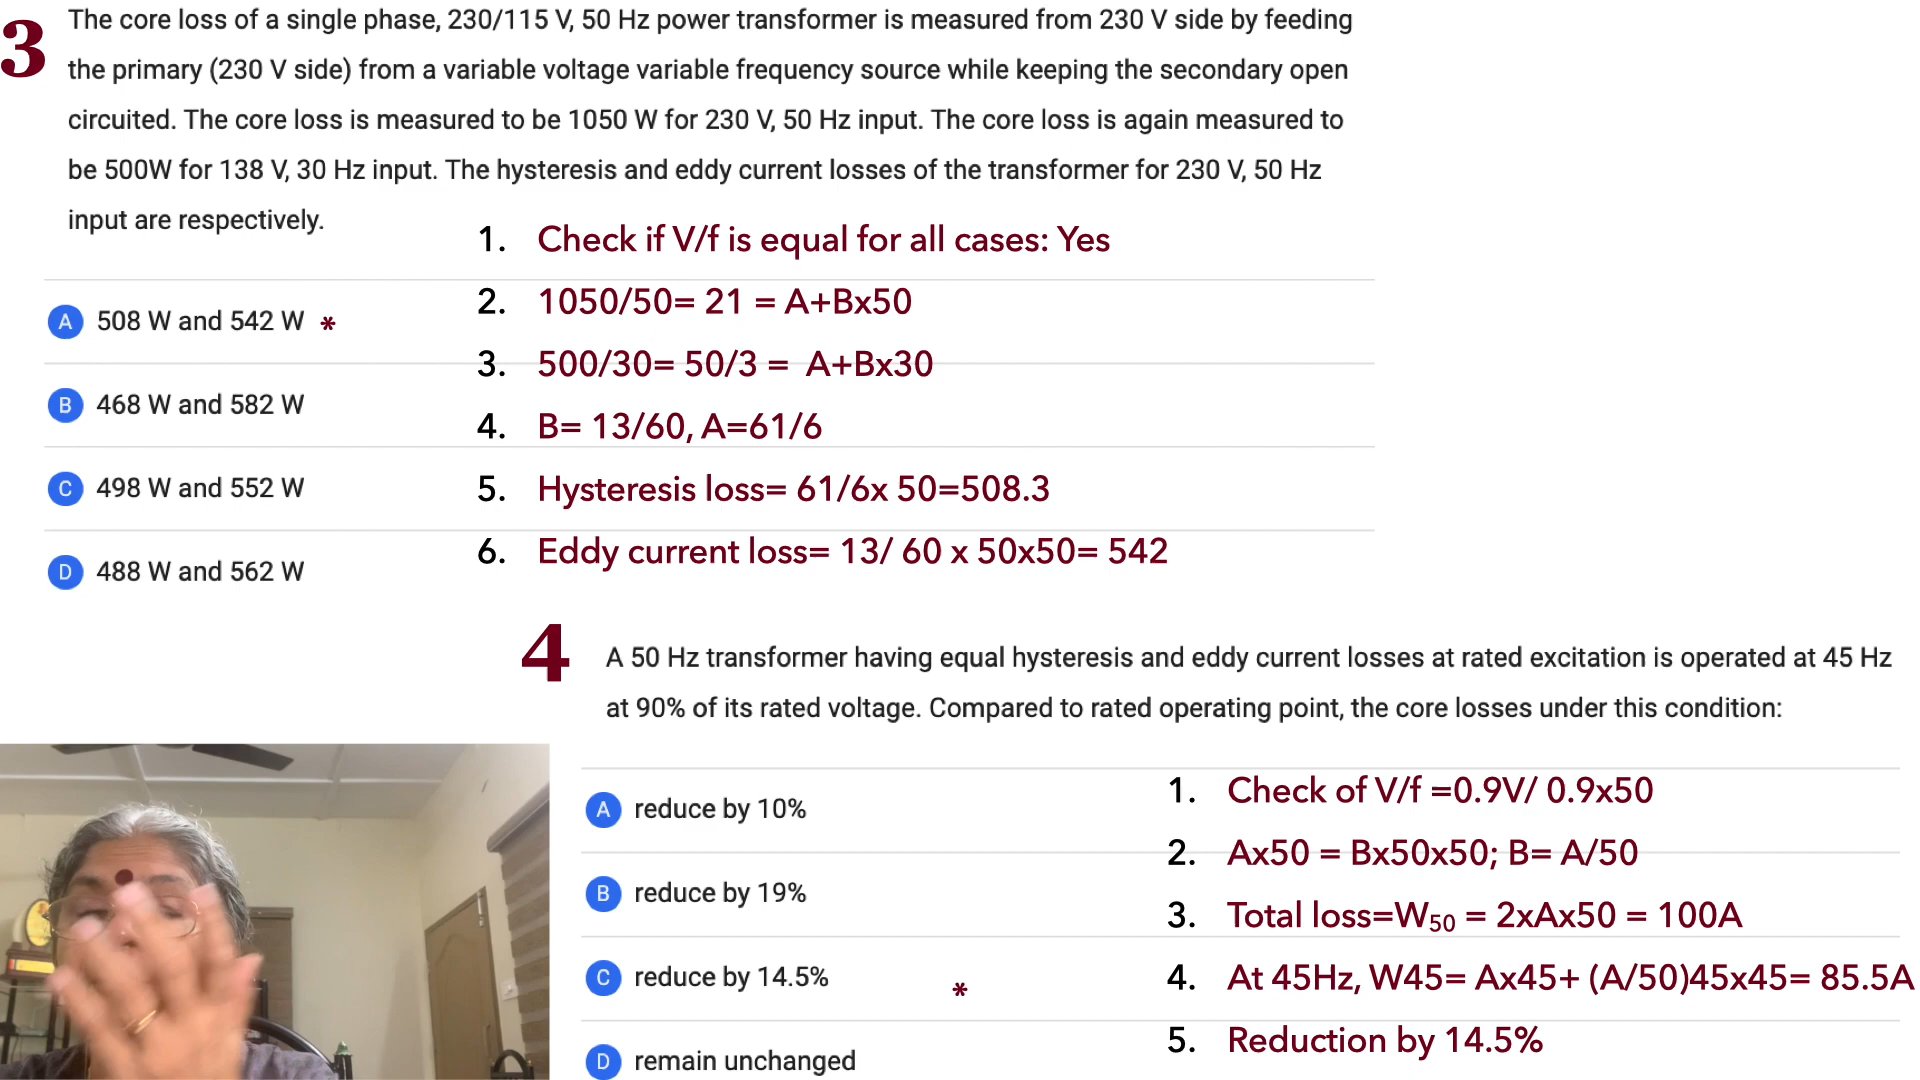 3
The core loss of a single phase, 230/115 V, 50 Hz power transformer is measured from 230 V side by feeding
the primary (230 V side) from a variable voltage variable frequency source while keeping the secondary open
circuited. The core loss is measured to be 1050 W for 230 V, 50 Hz input. The core loss is again measured to
be 500W for 138 V, 30 Hz input. The hysteresis and eddy current losses of the transformer for 230 V, 50 Hz
input are respectively.
A 508 W and 542 W *
B 468 W and 582 W
C 498 W and 552 W
D 488 W and 562 W
1. Check if V/f is equal for all cases: Yes
2. 1050/50= 21 = A+Bx50
3. 500/30= 50/3 = A+Bx30
4. B= 13/60, A=61/6
5. Hysteresis loss= 61/6x 50=508.3
6. Eddy current loss= 13/ 60 x 50x50= 542
4
A 50 Hz transformer having equal hysteresis and eddy current losses at rated excitation is operated at 45 Hz
at 90% of its rated voltage. Compared to rated operating point, the core losses under this condition:
A reduce by 10%
B reduce by 19%
C reduce by 14.5% *
D remain unchanged
1. Check of V/f =0.9V/ 0.9x50
2. Ax50 = Bx50x50; B= A/50
3. Total loss=W₅₀ = 2xAx50 = 100A
4. At 45Hz, W45= Ax45+ (A/50)45x45= 85.5A
5. Reduction by 14.5%